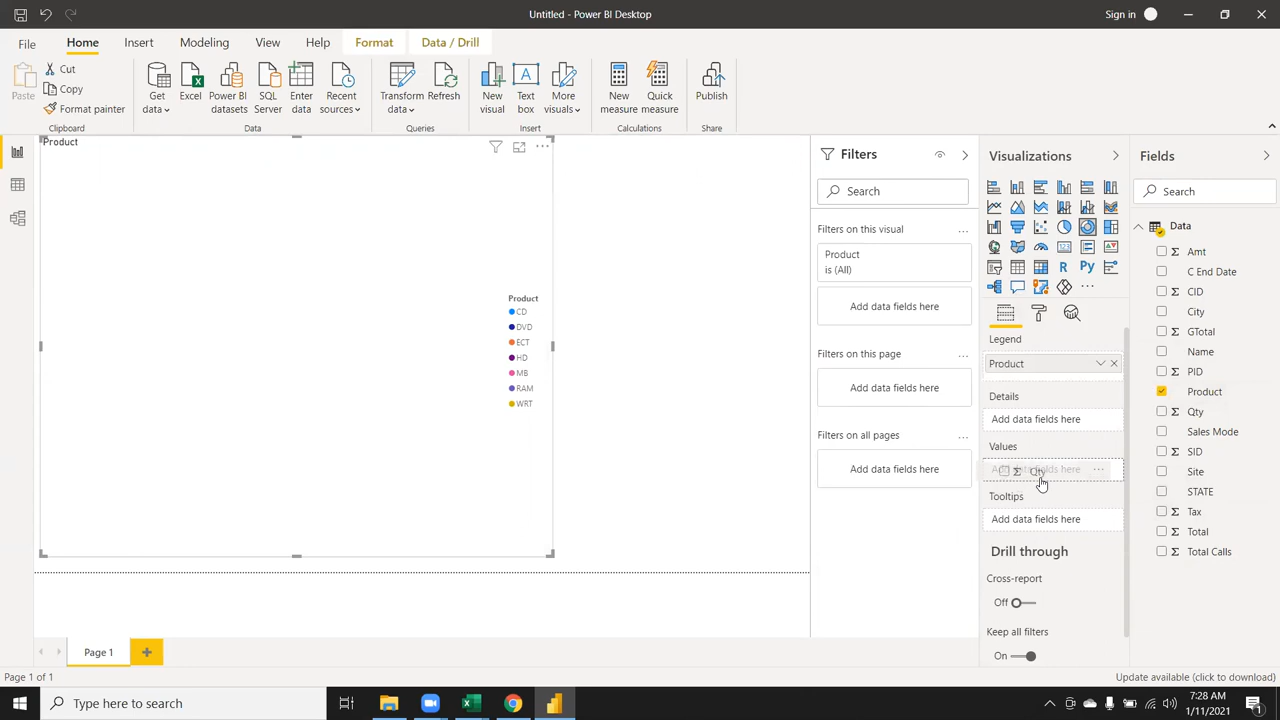 Untitled - Power BI Desktop
Sign in
File
Home
Insert
Modeling
View
Help
Format
Data / Drill
Paste
Cut
Copy
Format painter
Clipboard
Get data
Excel
Power BI datasets
SQL Server
Enter data
Recent sources
Data
Transform data
Refresh
Queries
New visual
Text box
More visuals
Insert
New measure
Quick measure
Calculations
Publish
Share
Product
Product
CD
DVD
ECT
HD
MB
RAM
WRT
Filters
Search
Filters on this visual
Product
is (All)
Add data fields here
Filters on this page
Add data fields here
Filters on all pages
Add data fields here
Visualizations
Legend
Product
Details
Add data fields here
Values
Add data fields here
Qty
Tooltips
Add data fields here
Drill through
Cross-report
Off
Keep all filters
On
Fields
Search
Data
Amt
C End Date
CID
City
GTotal
Name
PID
Product
Qty
Sales Mode
SID
Site
STATE
Tax
Total
Total Calls
Page 1
Page 1 of 1
Update available (click to download)
Type here to search
7:28 AM
1/11/2021